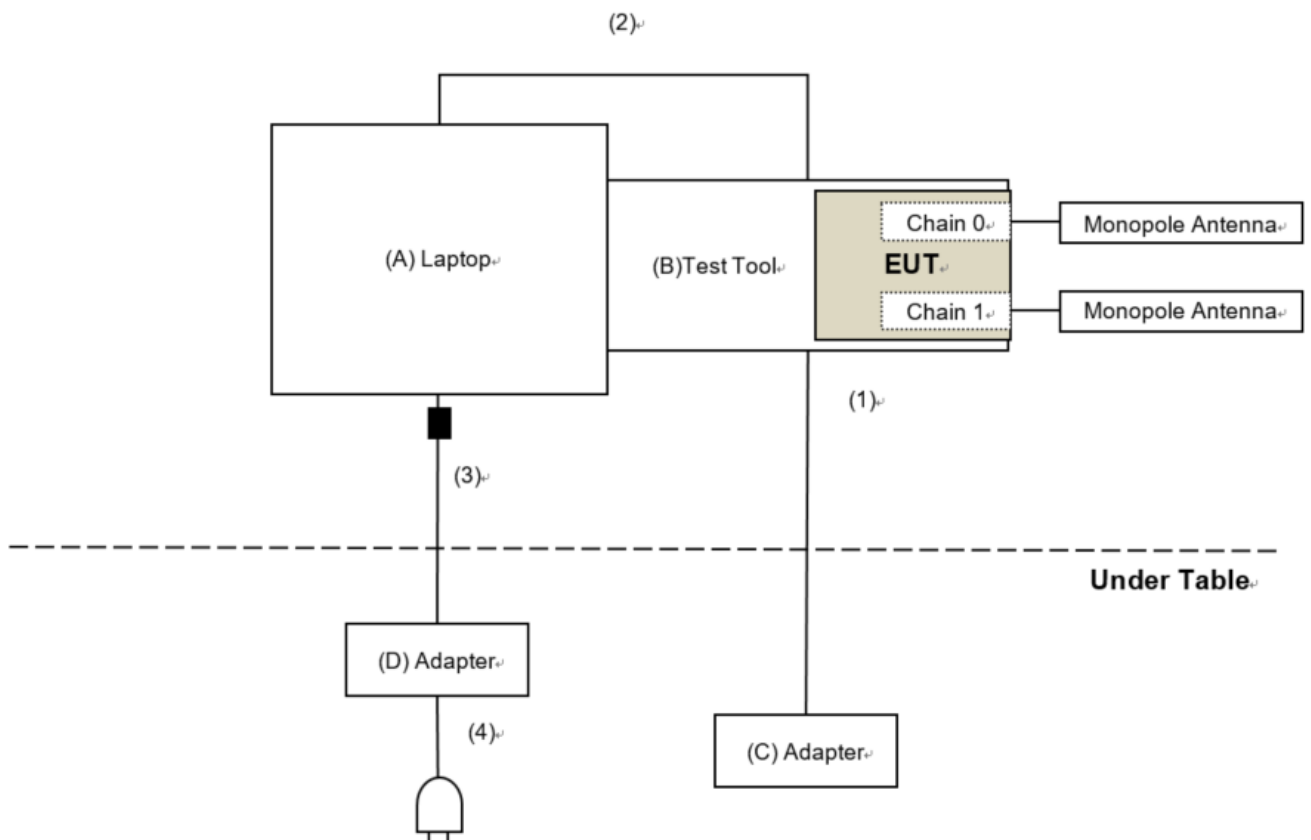 (2)
(A) Laptop
(B)Test Tool
Chain 0
EUT
Chain 1
Monopole Antenna
Monopole Antenna
(1)
(3)
Under Table
(D) Adapter
(4)
(C) Adapter